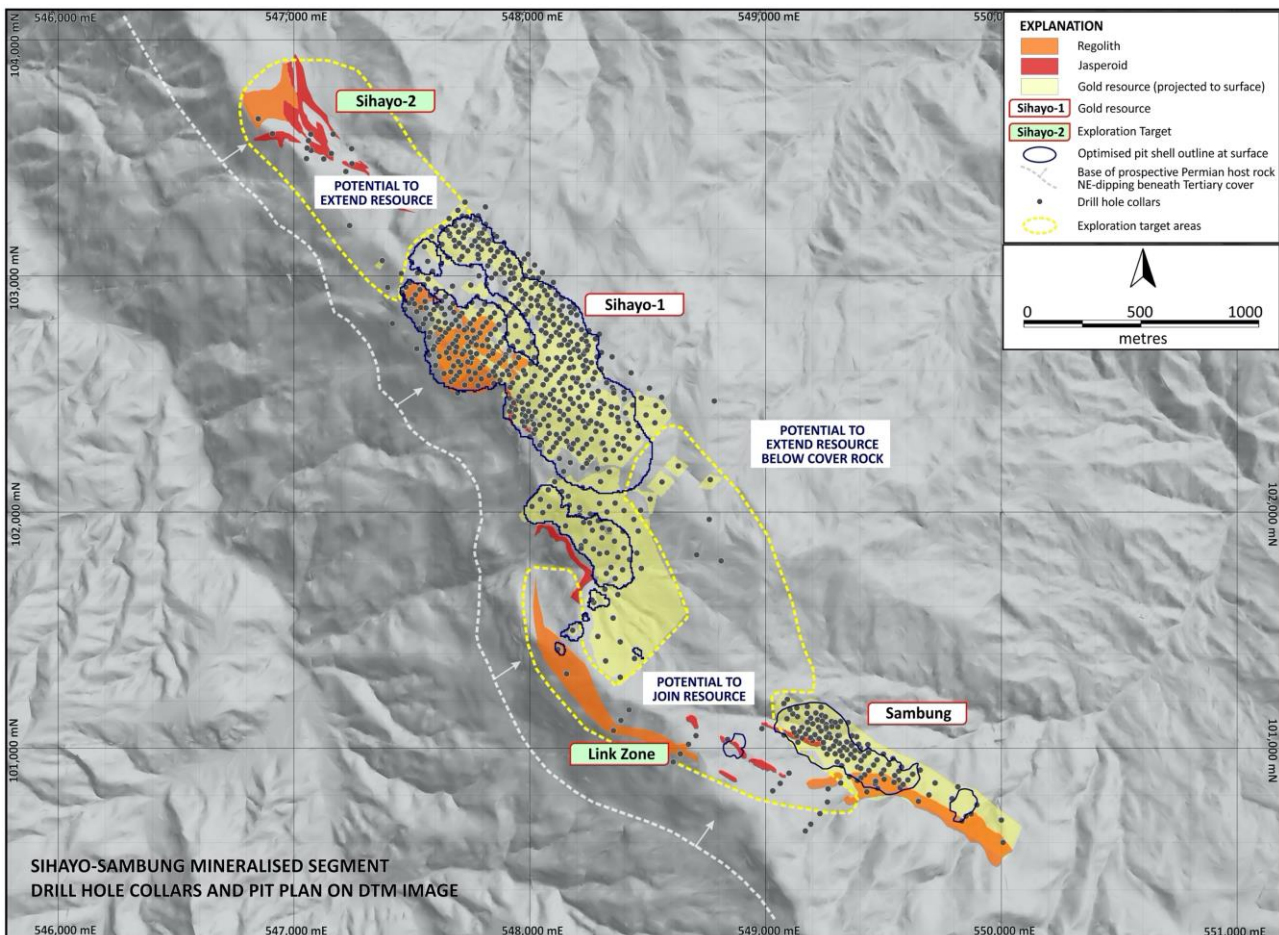 546,000 mE
547,000 mE
548,000 mE
549,000 mE
550,
104,000 mN
103,000 mN
102,000 mN
101,000 mN
EXPLANATION
Regolith
Jasperoid
Gold resource (projected to surface)
Sihayo-1 Gold resource
Sihayo-2 Exploration Target
Optimised pit shell outline at surface
Base of prospective Permian host rock
NE-dipping beneath Tertiary cover
Drill hole collars
Exploration target areas
0 500 1000
metres
Sihayo-2
POTENTIAL TO
EXTEND RESOURCE
Sihayo-1
POTENTIAL TO
EXTEND RESOURCE
BELOW COVER ROCK
POTENTIAL TO
JOIN RESOURCE
Sambung
Link Zone
102,000 mN
101,000 mN
SIHAYO-SAMBUNG MINERALISED SEGMENT
DRILL HOLE COLLARS AND PIT PLAN ON DTM IMAGE
546,000 mE
547,000 mE
548,000 mE
549,000 mE
550,000 mE
551,000 mE